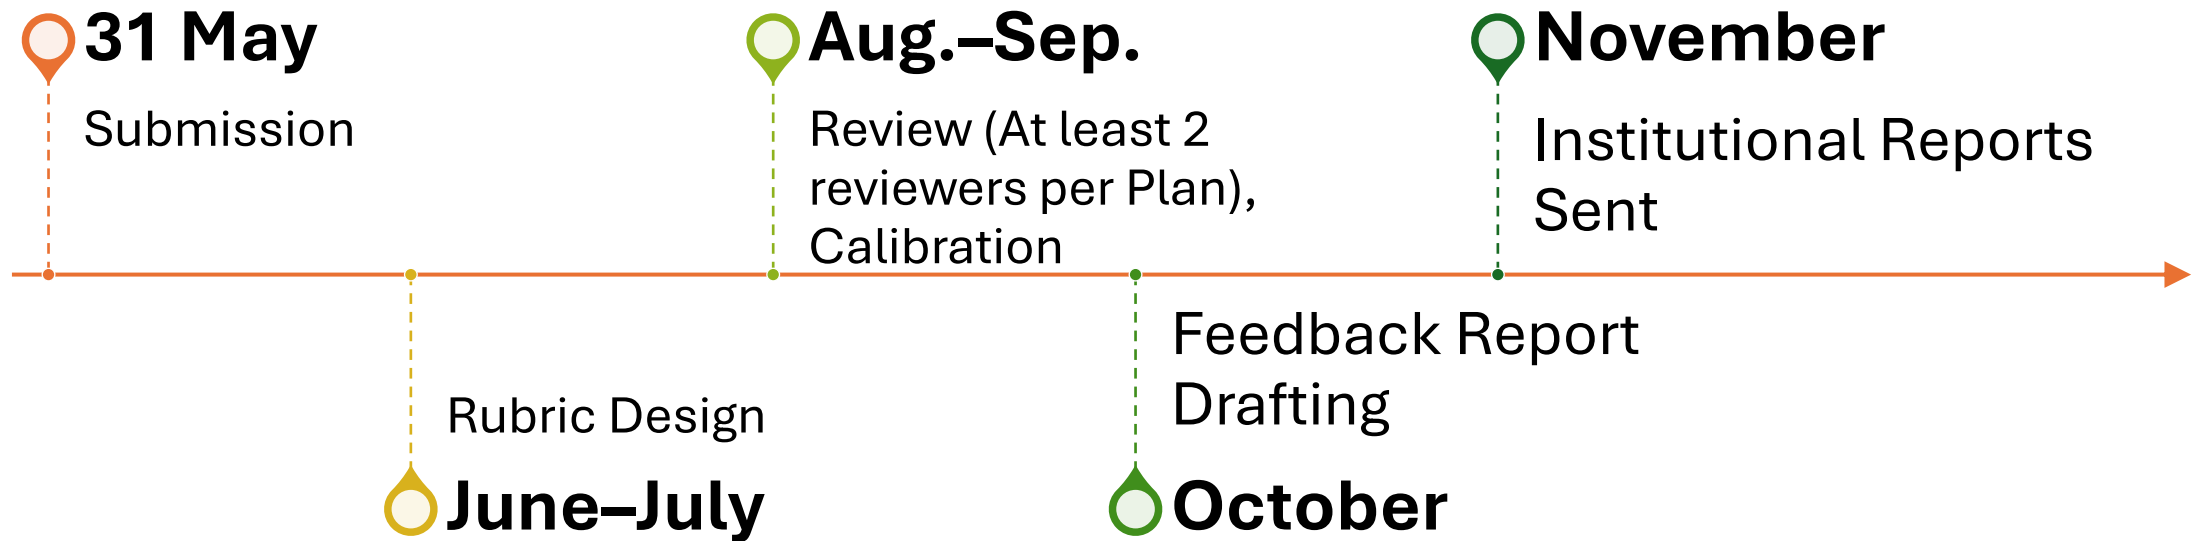 31 May
Submission
June–July
Rubric Design
Aug.–Sep.
Review (At least 2
reviewers per Plan),
Calibration
October
Feedback Report
Drafting
November
Institutional Reports
Sent